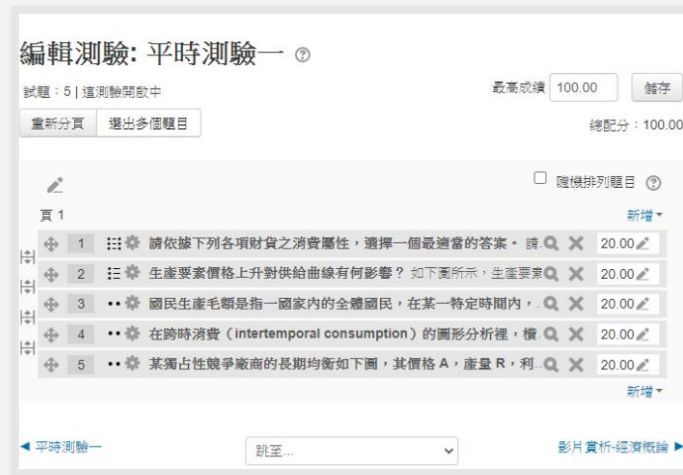 編輯測驗: 平時測驗一
試題：5 | 這測驗開啟中
最高成績 100.00 儲存
重新分頁 選出多個題目 總配分：100.00
隨機排列題目
頁 1 新增
1 請依據下列各項財貨之消費屬性，選擇一個最適當的答案。 請. 20.00
2 生產要素價格上升對供給曲線有何影響？ 如下圖所示，生產要素 20.00
3 國民生產毛額是指一國家內的全體國民，在某一特定時間內，. 20.00
4 在跨時消費（intertemporal consumption）的圖形分析裡，橫. 20.00
5 某獨占性競爭廠商的長期均衡如下圖，其價格 A，產量 R，利.. 20.00
新增
◀ 平時測驗一 跳至... 影片賞析-經濟概論 ▶